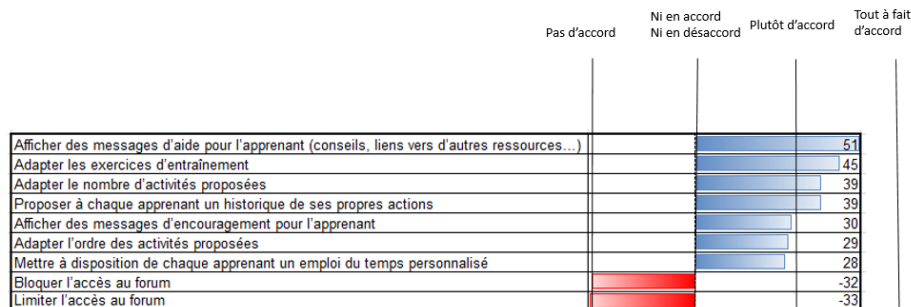 Pas d'accord
Ni en accord
Ni en désaccord
Plutôt d'accord
Tout à fait
d'accord
Afficher des messages d'aide pour l'apprenant (conseils, liens vers d'autres ressources…) 51
Adapter les exercices d'entraînement 45
Adapter le nombre d'activités proposées 39
Proposer à chaque apprenant un historique de ses propres actions 39
Afficher des messages d'encouragement pour l'apprenant 30
Adapter l'ordre des activités proposées 29
Mettre à disposition de chaque apprenant un emploi du temps personnalisé 28
Bloquer l'accès au forum -32
Limiter l'accès au forum -33